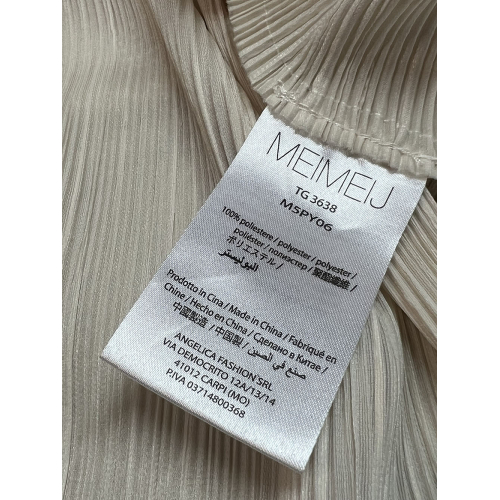 MEIMEIJ
TG 3638
M5PY06
100% poliestere / polyester / polyester /
poliéster / полиэстер / 聚酯纖維 /
ポリエステル /
البوليستر
Prodotto in Cina / Made in China / Fabriqué en
Chine / Hecho en China / Сделано в Китае /
中國製造 / 中国製 / صنع في الصين
ANGELICA FASHION SRL
VIA DEMOCRITO 12A/13/14
41012 CARPI (MO)
P.IVA 03714800368